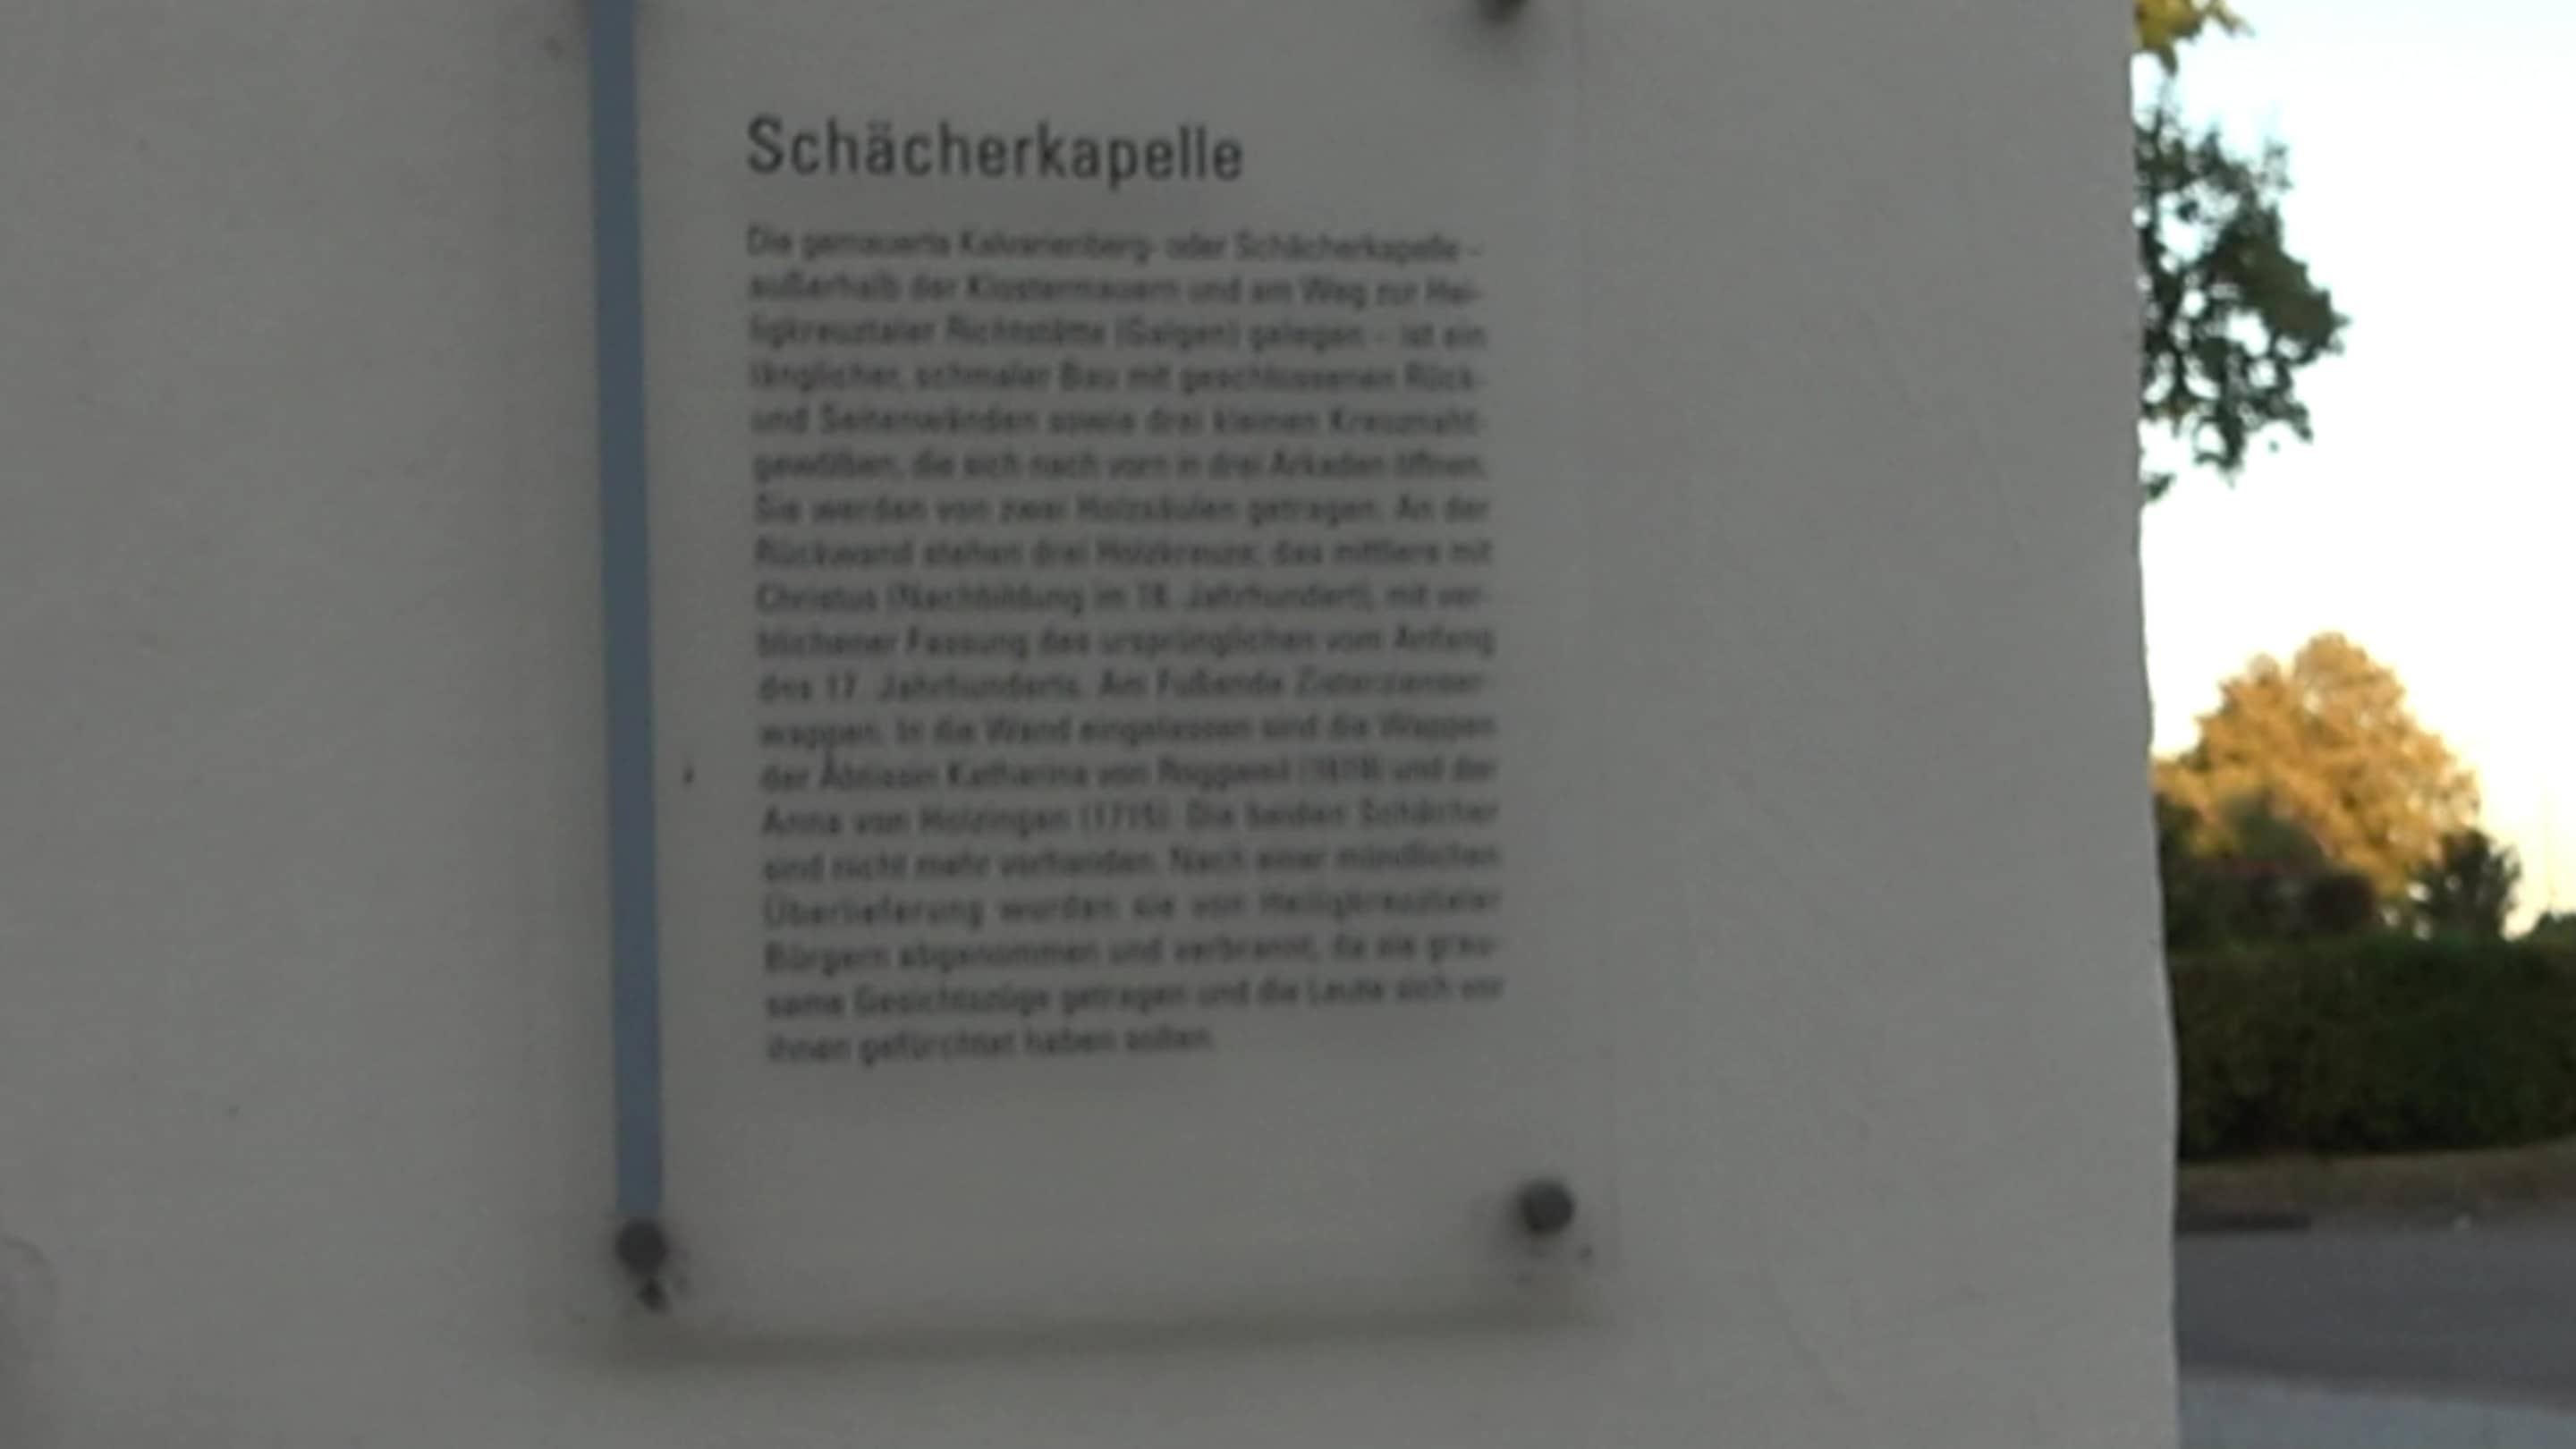 Schächerkapelle
Die gemauerte Kalvarienberg- oder Schächerkapelle –
außerhalb der Klostermauern und am Weg zur Hei-
ligkreuztaler Richtstätte (Galgen) gelegen – ist ein
länglicher, schmaler Bau mit geschlossenen Rück-
und Seitenwänden sowie drei kleinen Kreuznaht-
gewölben, die sich nach vorn in drei Arkaden öffnen.
Sie werden von zwei Holzsäulen getragen. An der
Rückwand stehen drei Holzkreuze; das mittlere mit
Christus (Nachbildung im 18. Jahrhundert), mit ver-
blichener Fassung des ursprünglichen vom Anfang
des 17. Jahrhunderts. Am Fußende Zisterzienser-
wappen. In die Wand eingelassen sind die Wappen
der Äbtissin Katharina von Roggweil und der
Anna von Holzingen (1715). Die beiden Schächer
sind nicht mehr vorhanden. Nach einer mündlichen
Überlieferung wurden sie von Heiligkreuztaler
Bürgern abgenommen und verbrannt, da sie grau-
same Gesichtszüge getragen und die Leute sich vor
ihnen gefürchtet haben sollen.